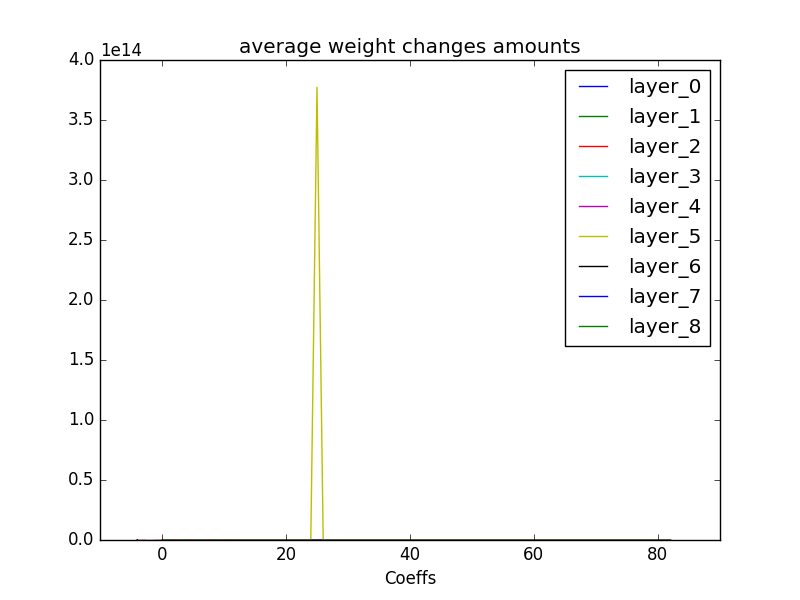 average weight changes amounts
1e14
4.0
3.5
3.0
2.5
2.0
1.5
1.0
0.5
0.0
layer_0
layer_1
layer_2
layer_3
layer_4
layer_5
layer_6
layer_7
layer_8
0 20 40 60 80
Coeffs